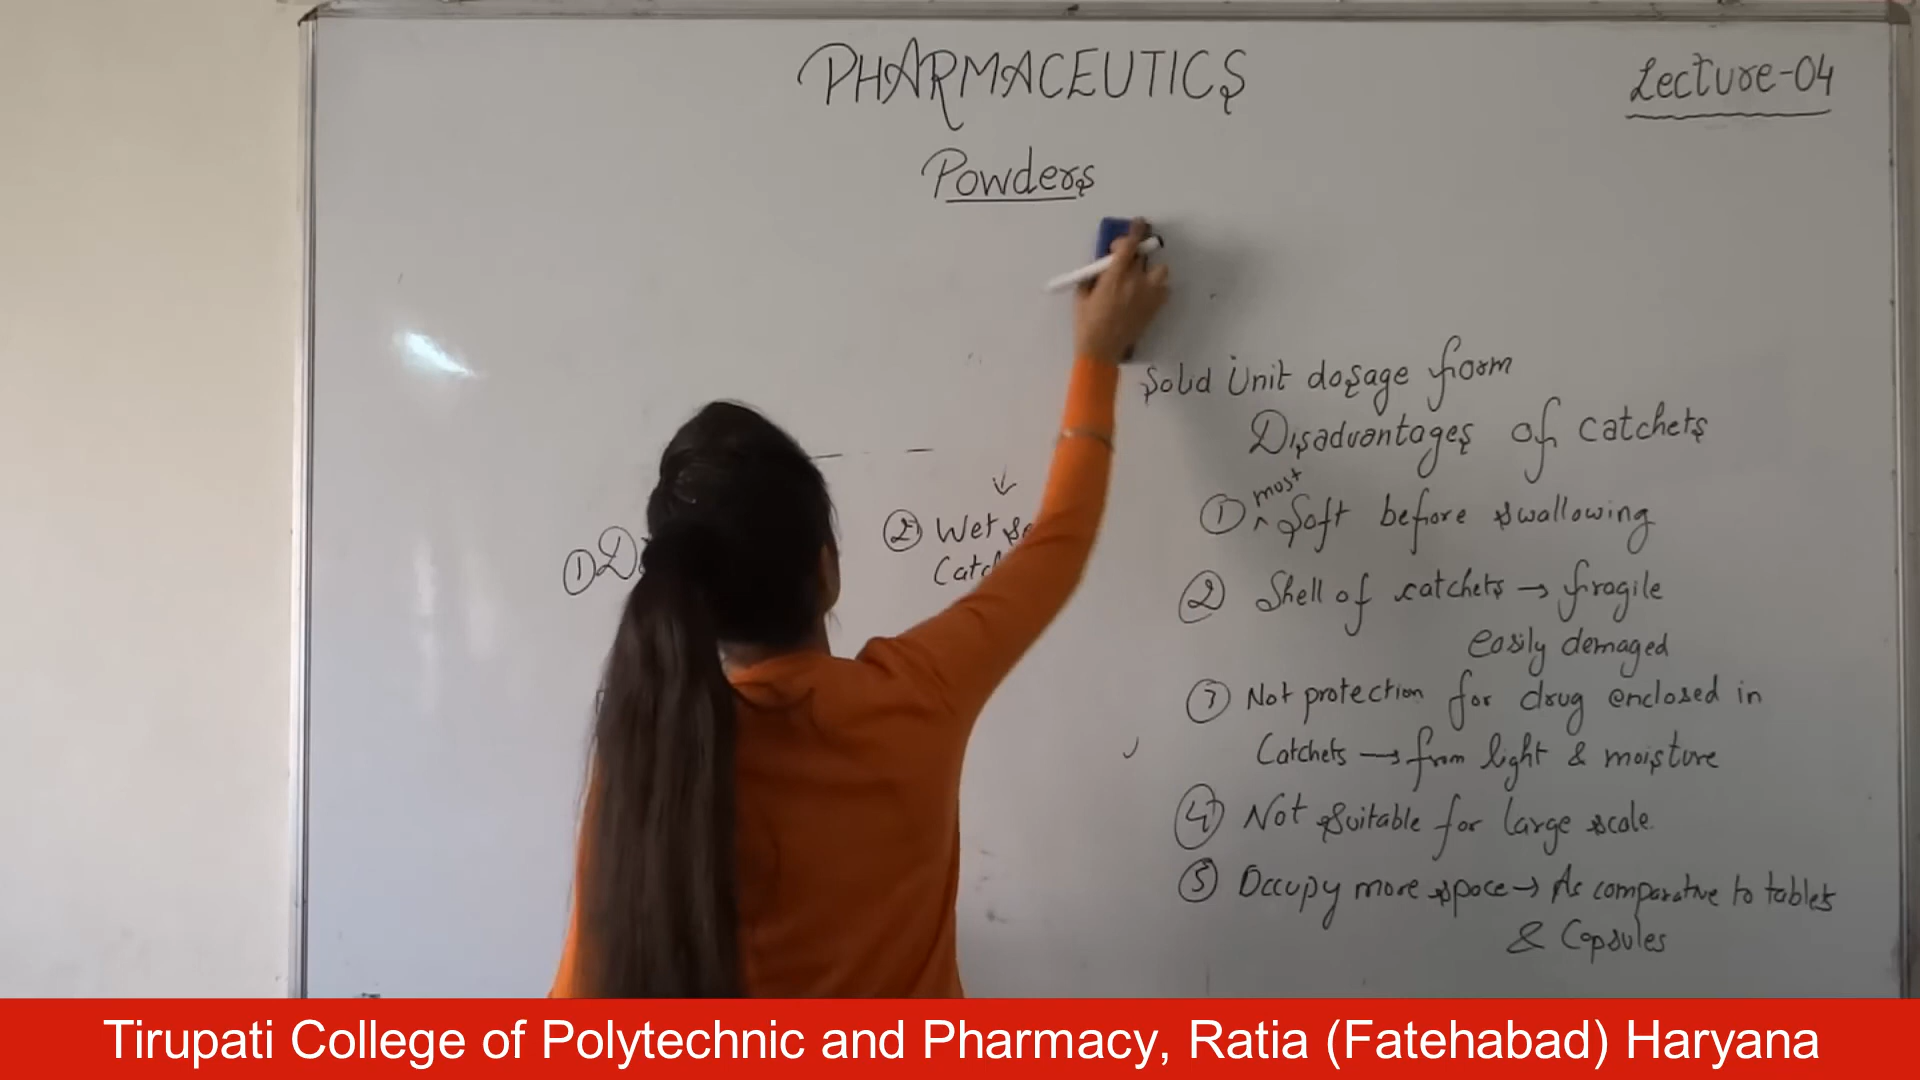 PHARMACEUTICS
Lecture-04
Powders
Solid Unit dosage form
Disadvantages of catchets
① most
^ Soft before swallowing
② Shell of catchets → fragile
easily demaged
③ Not protection for drug enclosed in
Catchets → from light & moisture
④ Not Suitable for large scale.
⑤ Occupy more space → As comparative to tablets
& Capsules
①
② Wet
Tirupati College of Polytechnic and Pharmacy, Ratia (Fatehabad) Haryana